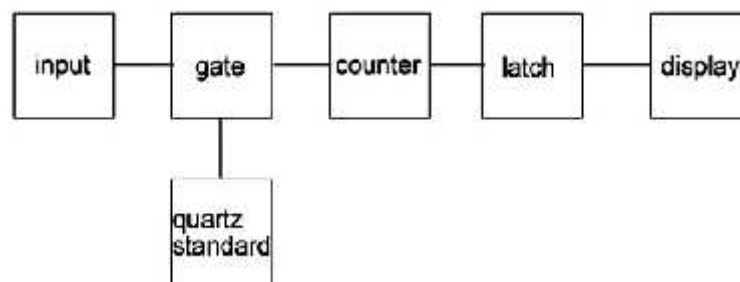 input
gate
counter
latch
display
quartz
standard